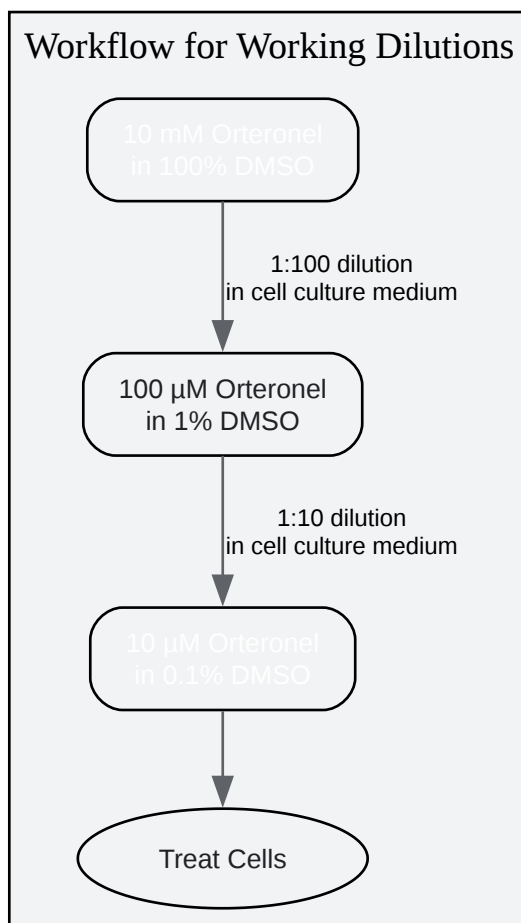 Workflow for Working Dilutions
10 mM Orteronel
in 100% DMSO
1:100 dilution
in cell culture medium
100 µM Orteronel
in 1% DMSO
1:10 dilution
in cell culture medium
10 µM Orteronel
in 0.1% DMSO
Treat Cells